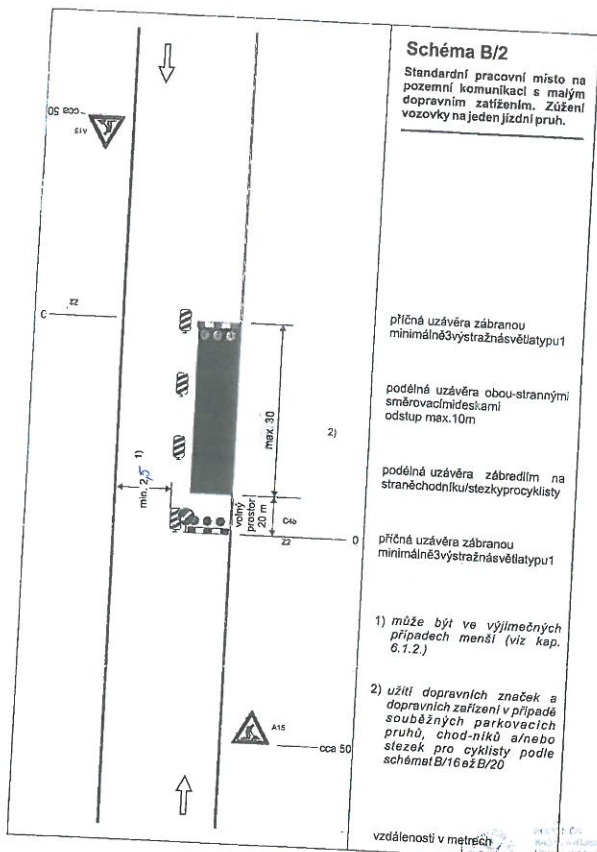 Schéma B/2
Standardní pracovní místo na
pozemní komunikaci s malým
dopravním zatížením. Zúžení
vozovky na jeden jízdní pruh.
cca 50
A15
0
Z2
příčná uzávěra zábranou
minimálně3výstražnásvětlatypu1
podélná uzávěra obou-strannými
směrovacímideskami
odstup max.10m
max. 30
2)
min. 2,5 1)
podélná uzávěra zábradlím na
straněchodníku/stezkyprocyklisty
volný
prostor
20 m
C4b
Z2
0
příčná uzávěra zábranou
minimálně3výstražnásvětlatypu1
1) může být ve výjimečných
případech menší (viz kap.
6.1.2.)
2) užití dopravních značek a
dopravních zařízení v případě
souběžných parkovacích
pruhů, chod-níků a/nebo
stezek pro cyklisty podle
schémat B/16 až B/20
A15
cca 50
vzdálenosti v metrech